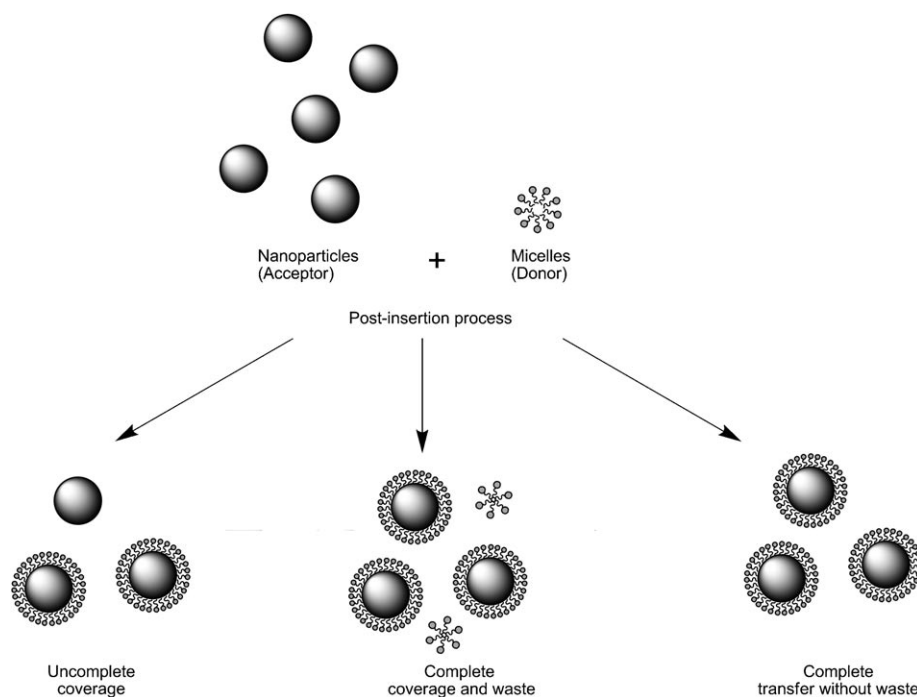 Nanoparticles
(Acceptor)
+
Micelles
(Donor)
Post-insertion process
Uncomplete
coverage
Complete
coverage and waste
Complete
transfer without waste